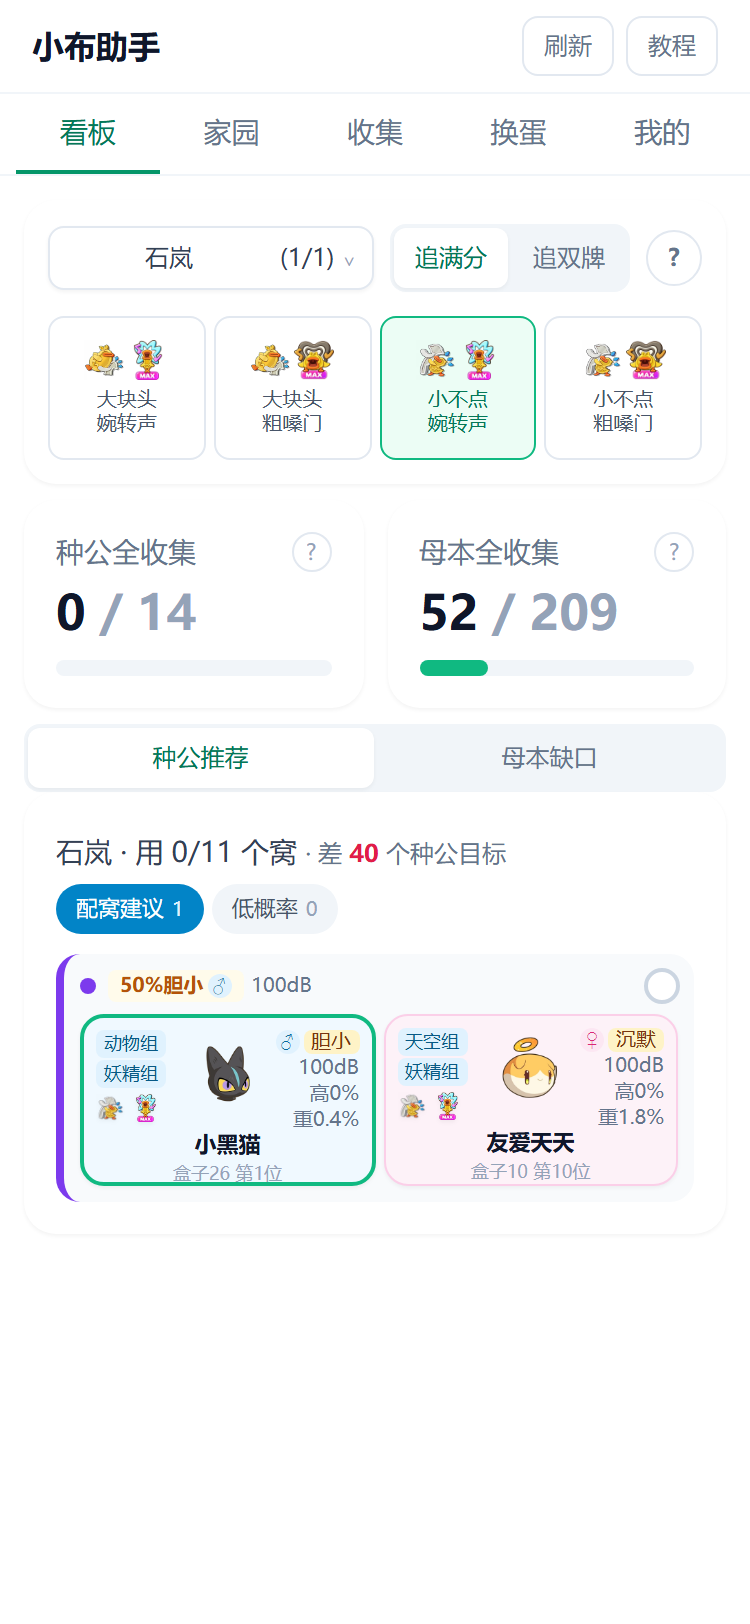 小布助手
刷新
教程
看板
家园
收集
换蛋
我的
石岚 (1/1)
追满分
追双牌
?
MAX
大块头
婉转声
MAX
大块头
粗嗓门
MAX
小不点
婉转声
MAX
小不点
粗嗓门
种公全收集
?
0 / 14
母本全收集
?
52 / 209
种公推荐
母本缺口
石岚 · 用 0/11 个窝 · 差 40 个种公目标
配窝建议 1
低概率 0
50%胆小♂ 100dB
动物组
妖精组
MAX
♂ 胆小
100dB
高0%
重0.4%
小黑猫
盒子26 第1位
天空组
妖精组
MAX
♀ 沉默
100dB
高0%
重1.8%
友爱天天
盒子10 第10位